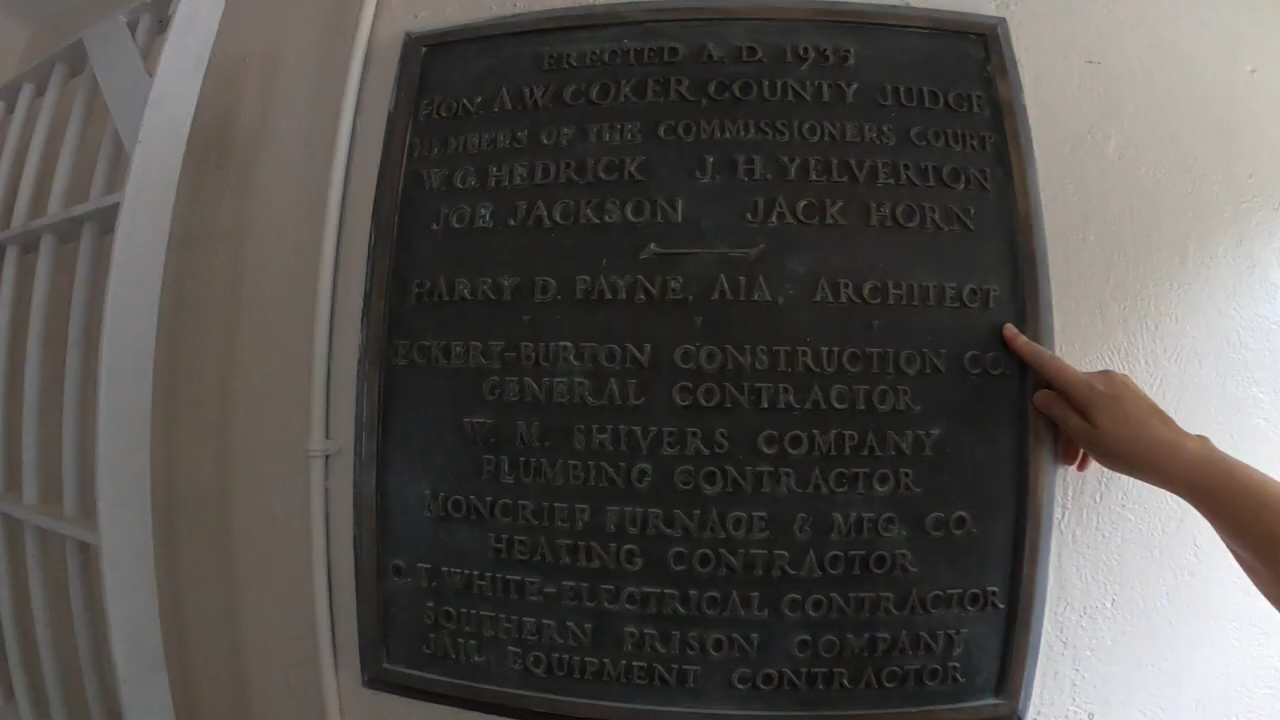 ERECTED A. D. 1935
HON. A.W. COKER, COUNTY JUDGE
MEMBERS OF THE COMMISSIONERS COURT
W. G. HEDRICK J. H. YELVERTON
JOE JACKSON JACK HORN
HARRY D. PAYNE, AIA, ARCHITECT
ECKERT-BURTON CONSTRUCTION CO.
GENERAL CONTRACTOR
W. M. SHIVERS COMPANY
PLUMBING CONTRACTOR
MONCRIEF FURNACE & MFG. CO.
HEATING CONTRACTOR
C. T. WHITE-ELECTRICAL CONTRACTOR
SOUTHERN PRISON COMPANY
JAIL EQUIPMENT CONTRACTOR